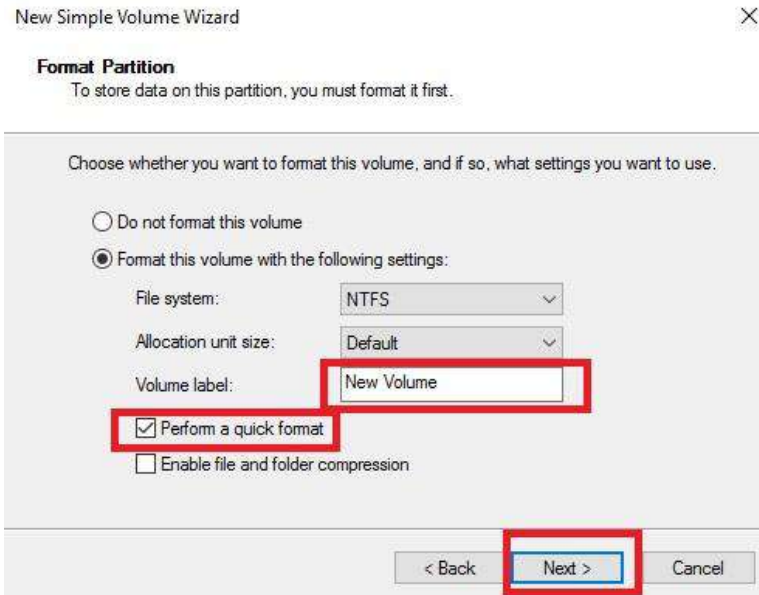 New Simple Volume Wizard
Format Partition
To store data on this partition, you must format it first.
Choose whether you want to format this volume, and if so, what settings you want to use.
Do not format this volume
Format this volume with the following settings:
File system: NTFS
Allocation unit size: Default
Volume label: New Volume
Perform a quick format
Enable file and folder compression
< Back Next > Cancel